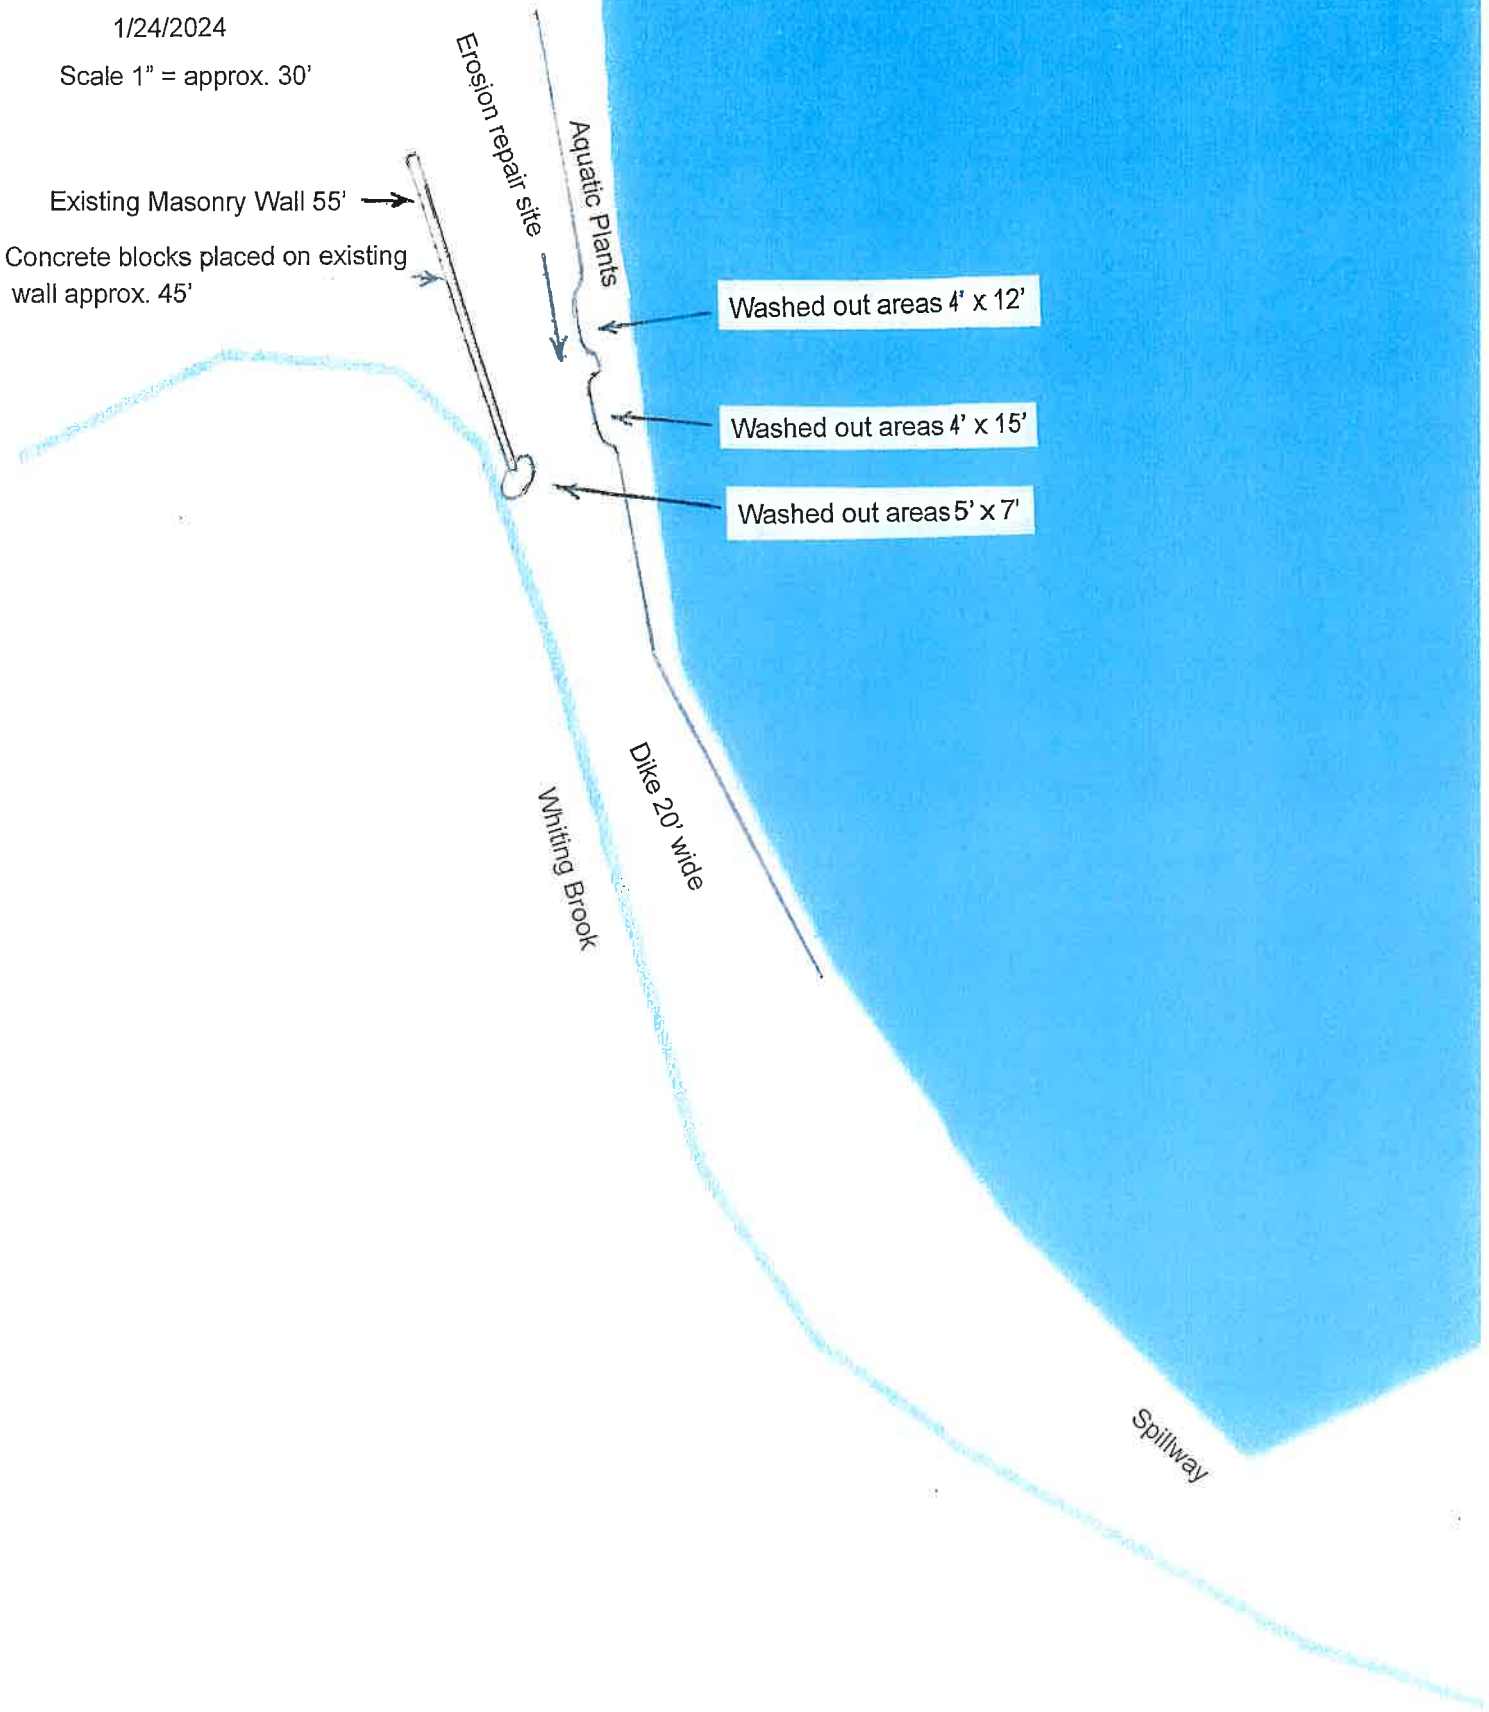 1/24/2024
Scale 1” = approx. 30’
Erosion repair site
Aquatic Plants
Existing Masonry Wall 55’
Concrete blocks placed on existing
wall approx. 45’
Washed out areas 4’ x 12’
Washed out areas 4’ x 15’
Washed out areas 5’ x 7’
Dike 20’ wide
Whiting Brook
Spillway